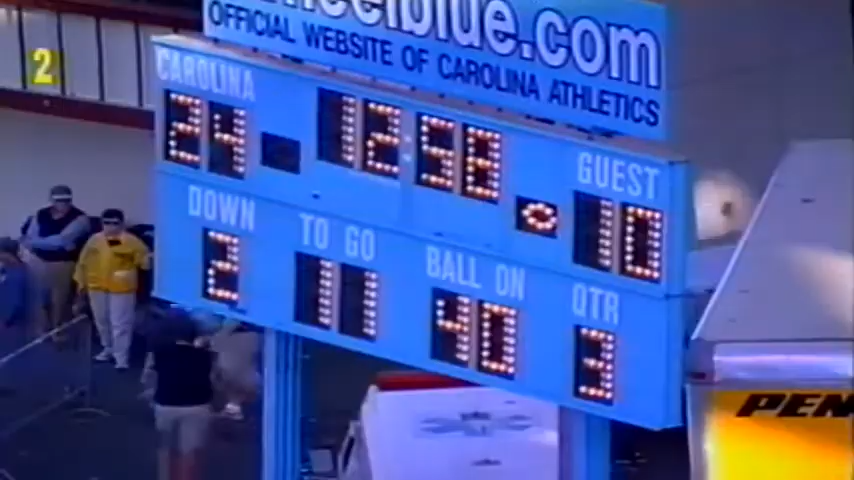 heelblue.com
OFFICIAL WEBSITE OF CAROLINA ATHLETICS
2
CAROLINA
24 12:58 GUEST 10
DOWN TO GO BALL ON QTR
2 11 40 3
PEN